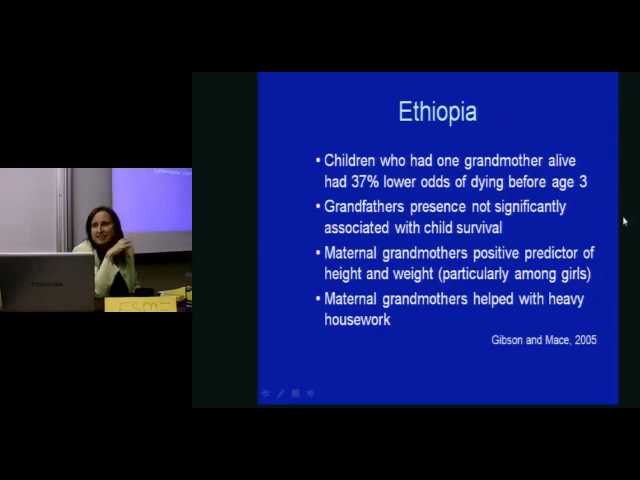 Ethiopia
• Children who had one grandmother alive
had 37% lower odds of dying before age 3
• Grandfathers presence not significantly
associated with child survival
• Maternal grandmothers positive predictor of
height and weight (particularly among girls)
• Maternal grandmothers helped with heavy
housework
Gibson and Mace, 2005
TOSHIBA